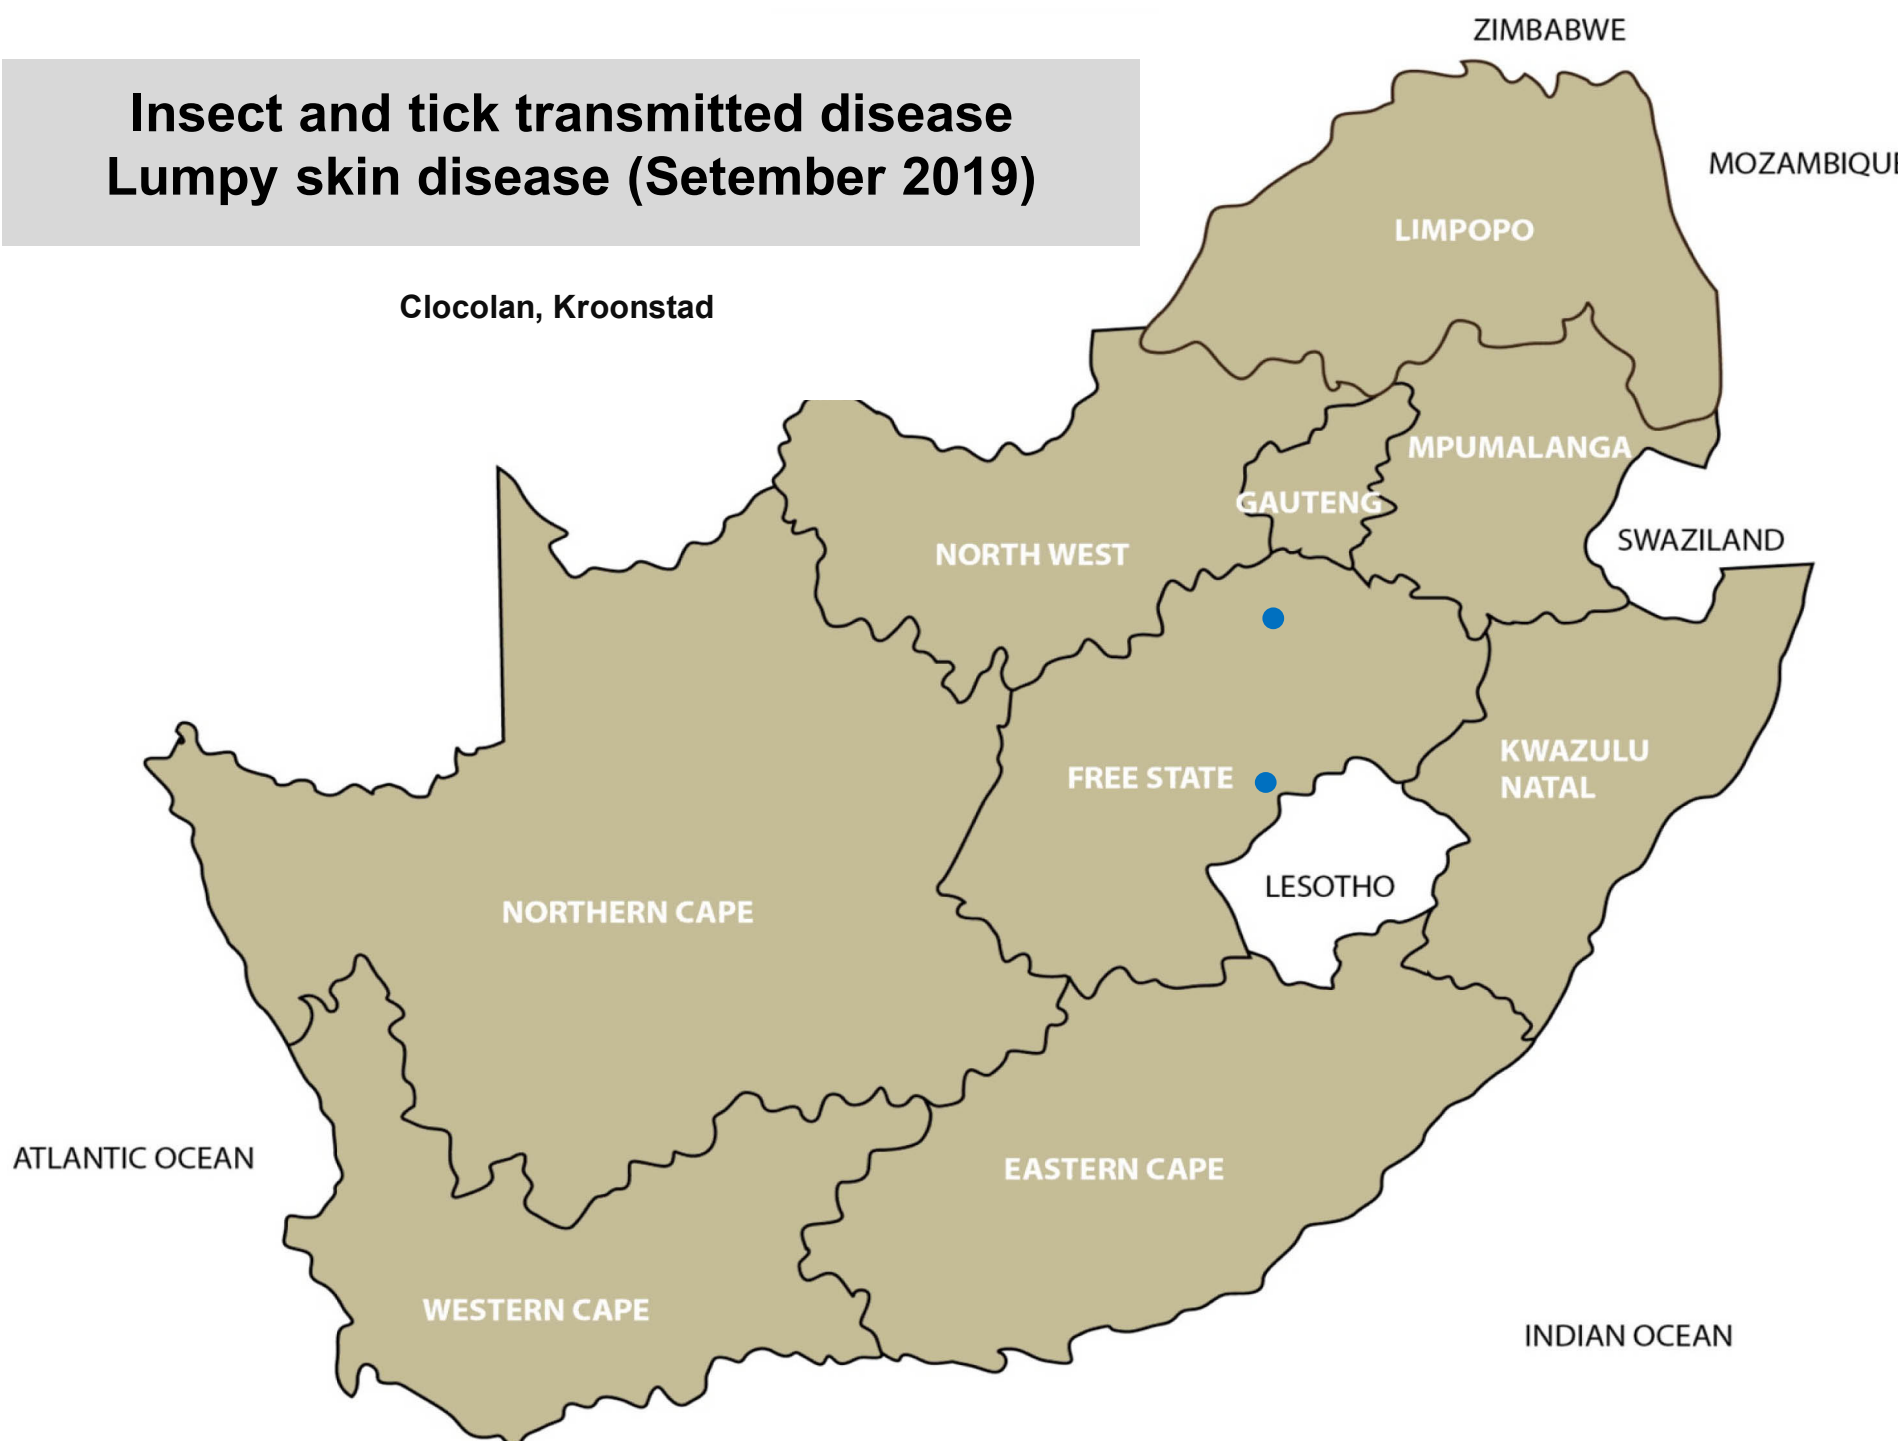 ZIMBABWE
Insect and tick transmitted disease
Lumpy skin disease (Setember 2019)
MOZAMBIQUE
LIMPOPO
Clocolan, Kroonstad
MPUMALANGA
GAUTENG
SWAZILAND
NORTH WEST
KWAZULU
NATAL
FREE STATE
LESOTHO
NORTHERN CAPE
ATLANTIC OCEAN
EASTERN CAPE
WESTERN CAPE
INDIAN OCEAN